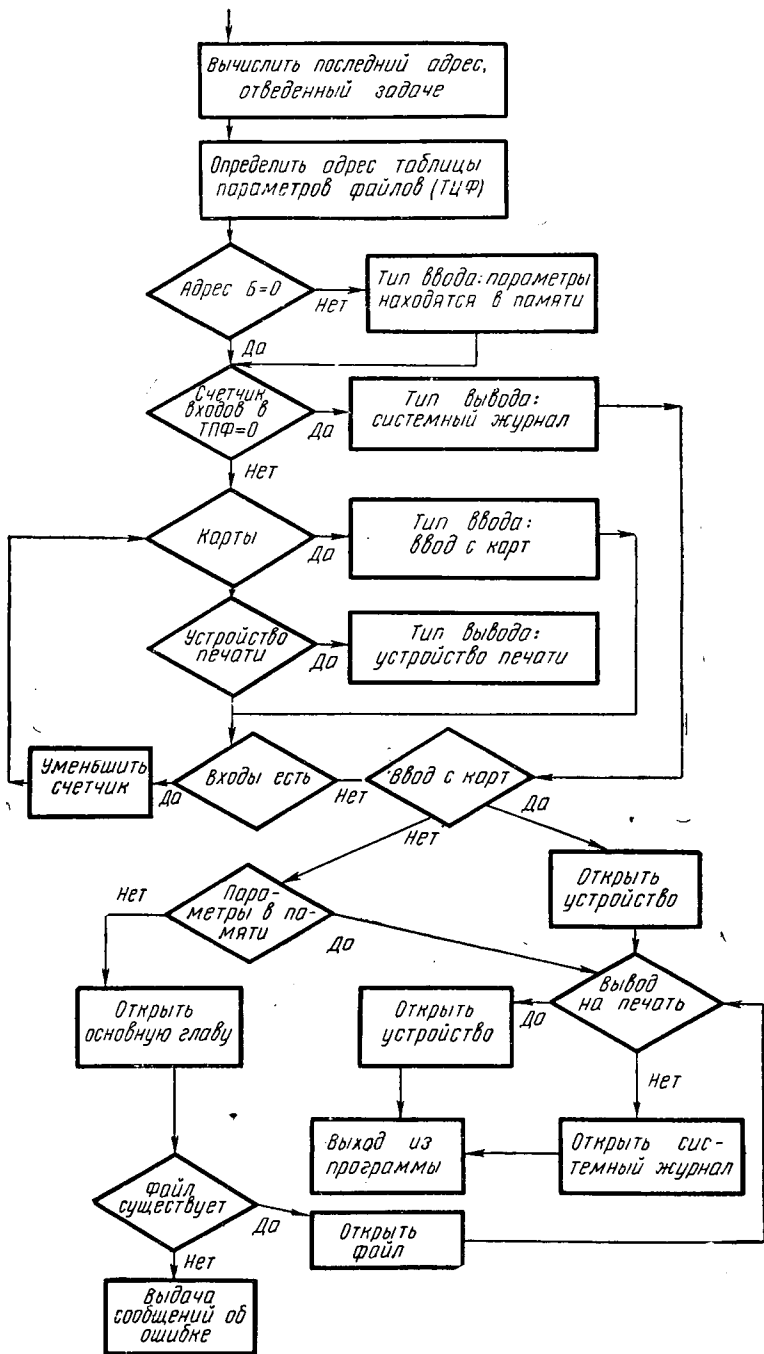 Вычислить последний адрес,
отведенный задаче
Определить адрес таблицы
параметров файлов (ТЦФ)
Адрес Б=0
Нет
Тип ввода: параметры
находятся в памяти
Да
Счетчик
входов в
ТПФ=0
Да
Тип вывода:
системный журнал
Нет
Карты
Да
Тип ввода:
ввод с карт
Устройство
печати
Да
Тип вывода:
устройство печати
Уменьшить
счетчик
Да
Входы есть
Нет
Ввод с карт
Да
Нет
Открыть
устройство
Нет
Пара-
метры в па-
мяти
Да
Открыть
основную главу
Открыть
устройство
Да
Вывод
на печать
Нет
Выход из
программы
Открыть сис-
темный журнал
Файл
существует
Да
Открыть
файл
Нет
Выдача
сообщений об
ошибке